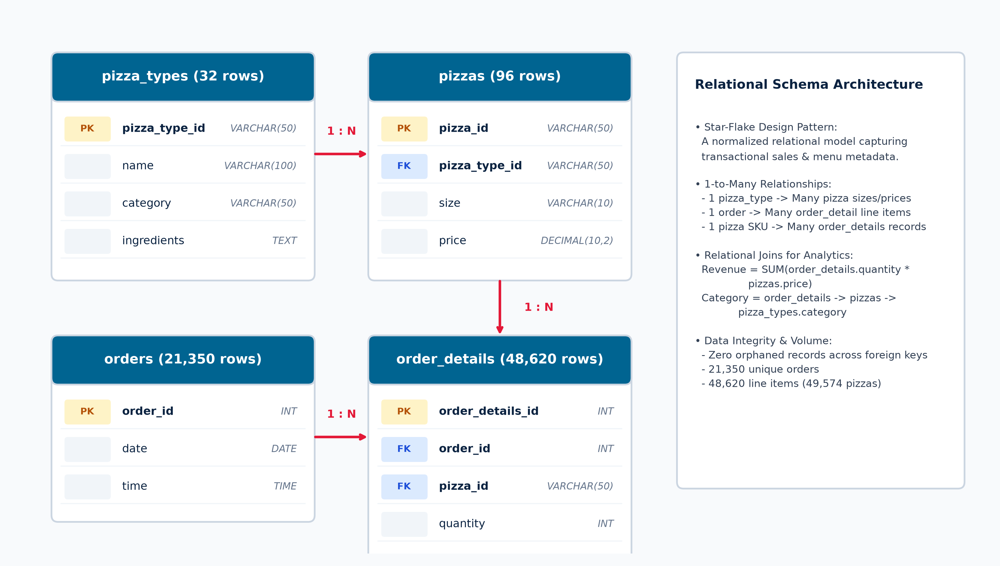 pizza_types (32 rows)
PK pizza_type_id VARCHAR(50)
name VARCHAR(100)
category VARCHAR(50)
ingredients TEXT
1 : N
pizzas (96 rows)
PK pizza_id VARCHAR(50)
FK pizza_type_id VARCHAR(50)
size VARCHAR(10)
price DECIMAL(10,2)
1 : N
orders (21,350 rows)
PK order_id INT
date DATE
time TIME
1 : N
order_details (48,620 rows)
PK order_details_id INT
FK order_id INT
FK pizza_id VARCHAR(50)
quantity INT
Relational Schema Architecture
• Star-Flake Design Pattern:
A normalized relational model capturing
transactional sales & menu metadata.
• 1-to-Many Relationships:
- 1 pizza_type -> Many pizza sizes/prices
- 1 order -> Many order_detail line items
- 1 pizza SKU -> Many order_details records
• Relational Joins for Analytics:
Revenue = SUM(order_details.quantity *
pizzas.price)
Category = order_details -> pizzas ->
pizza_types.category
• Data Integrity & Volume:
- Zero orphaned records across foreign keys
- 21,350 unique orders
- 48,620 line items (49,574 pizzas)